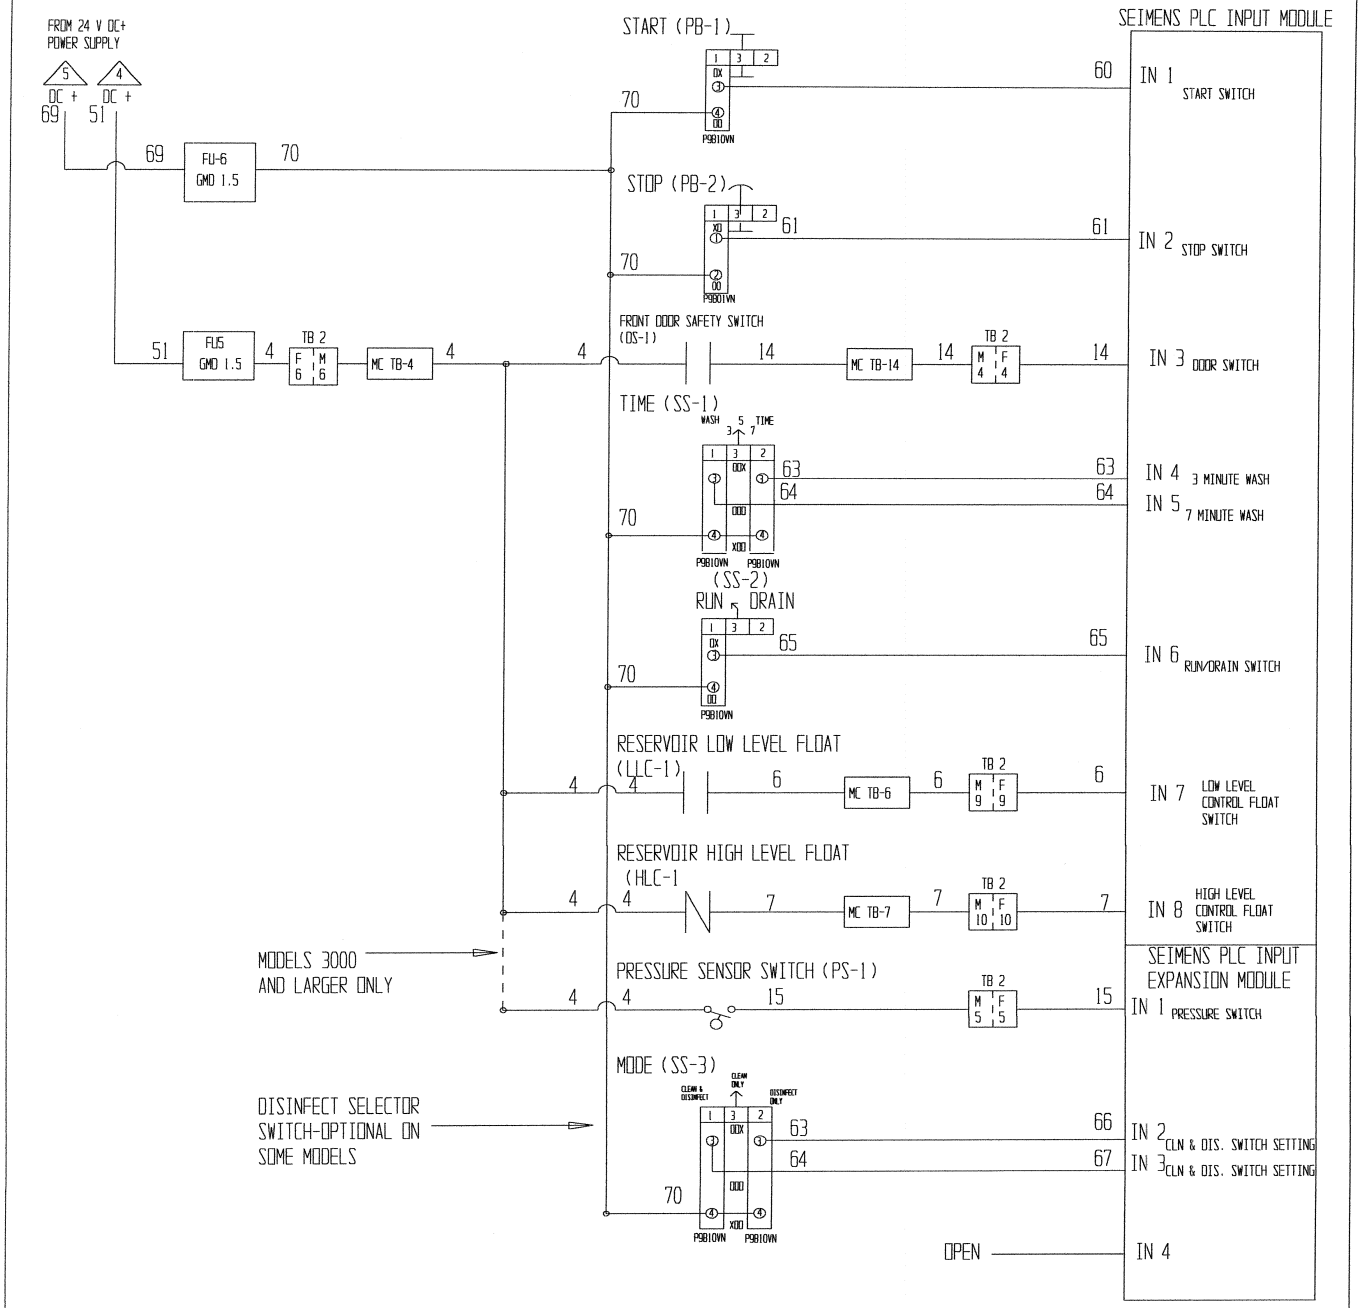 SEIMENS PLC INPUT MODULE
FROM 24 V DC+
POWER SUPPLY
5
4
DC +
DC +
69
51
69
FU-6
GMD 1.5
70
START (PB-1)
1 3 2
OX
3
70
4
OO
P9B10VN
60
IN 1
START SWITCH
STOP (PB-2)
1 3 2
XO
1
61
61
IN 2
STOP SWITCH
70
2
OO
P9B01VN
51
FU5
GMD 1.5
4
TB 2
F M
6 6
MC TB-4
4
FRONT DOOR SAFETY SWITCH
(DS-1)
4
14
MC TB-14
14
TB 2
M F
4 4
14
IN 3
DOOR SWITCH
TIME (SS-1)
WASH 5 TIME
3 7
1 3 2
OOX
3
3
63
63
IN 4
3 MINUTE WASH
64
64
IN 5
7 MINUTE WASH
OOO
70
4
4
XOO
P9B10VN
P9B10VN
(SS-2)
RUN DRAIN
1 3 2
OX
3
65
65
IN 6
RUN/DRAIN SWITCH
70
4
OO
P9B10VN
RESERVOIR LOW LEVEL FLOAT
(LLC-1)
4
4
6
MC TB-6
6
TB 2
M F
9 9
6
IN 7
LOW LEVEL
CONTROL FLOAT
SWITCH
RESERVOIR HIGH LEVEL FLOAT
(HLC-1
4
4
7
MC TB-7
7
TB 2
M F
10 10
7
IN 8
HIGH LEVEL
CONTROL FLOAT
SWITCH
MODELS 3000
AND LARGER ONLY
SEIMENS PLC INPUT
EXPANSION MODULE
PRESSURE SENSOR SWITCH (PS-1)
4
4
15
TB 2
M F
5 5
15
IN 1
PRESSURE SWITCH
MODE (SS-3)
CLEAN &
DISINFECT
CLEAN
ONLY
DISINFECT
ONLY
1 3 2
OOX
3
3
DISINFECT SELECTOR
SWITCH-OPTIONAL ON
SOME MODELS
63
66
IN 2
CLN & DIS. SWITCH SETTING
64
67
IN 3
CLN & DIS. SWITCH SETTING
OOO
70
4
4
XOO
P9B10VN
P9B10VN
OPEN
IN 4